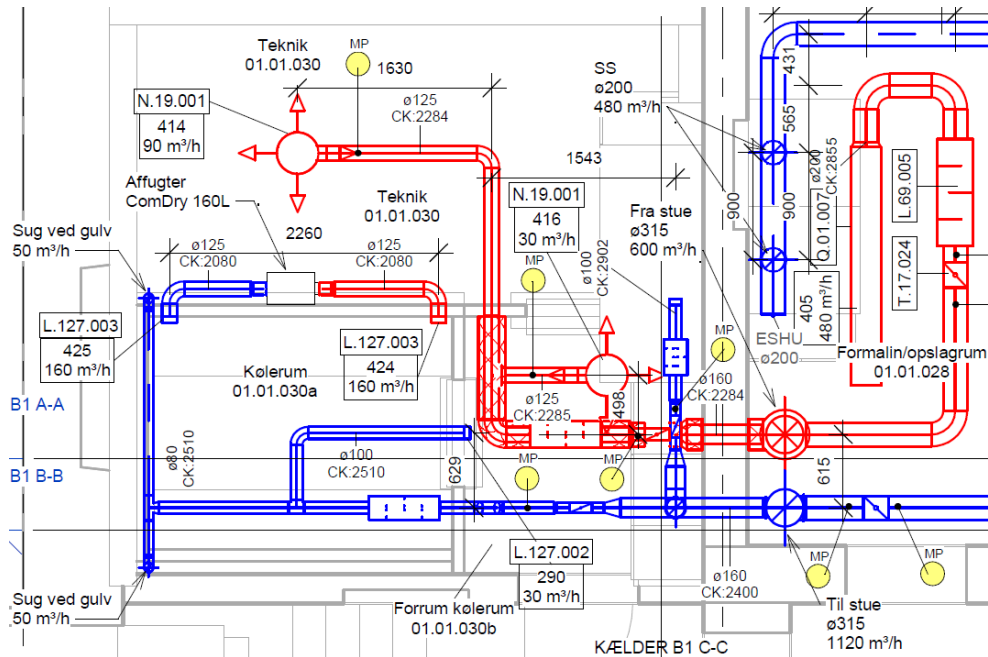 Teknik
01.01.030
MP
1630
N.19.001
414
90 m³/h
ø125
CK:2284
SS
ø200
480 m³/h
431
565
ø200
CK:2855
1543
Affugter
ComDry 160L
Teknik
01.01.030
N.19.001
416
30 m³/h
Fra stue
ø315
600 m³/h
900
900
Q.01.007
L.69.005
Sug ved gulv
50 m³/h
ø125
CK:2080
2260
ø125
CK:2080
MP
ø100
CK:2902
T.17.024
405
480 m³/h
L.127.003
425
160 m³/h
L.127.003
424
160 m³/h
MP
ESHU
ø200
Formalin/opslagrum
01.01.028
Kølerum
01.01.030a
B1 A-A
ø125
CK:2285
498
ø160
CK:2284
ø80
CK:2510
ø100
CK:2510
629
MP
MP
615
B1 B-B
L.127.002
290
30 m³/h
MP
MP
ø160
CK:2400
Sug ved gulv
50 m³/h
Forrum kølerum
01.01.030b
Til stue
ø315
1120 m³/h
KÆLDER B1 C-C